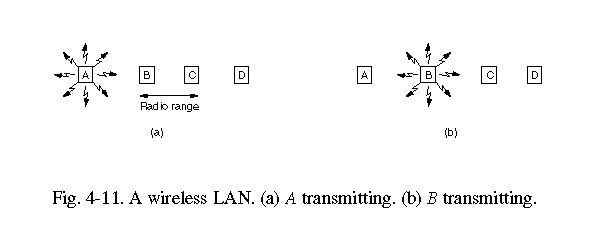 A B C D A B C D
Radio range
(a) (b)
Fig. 4-11. A wireless LAN. (a) A transmitting. (b) B transmitting.